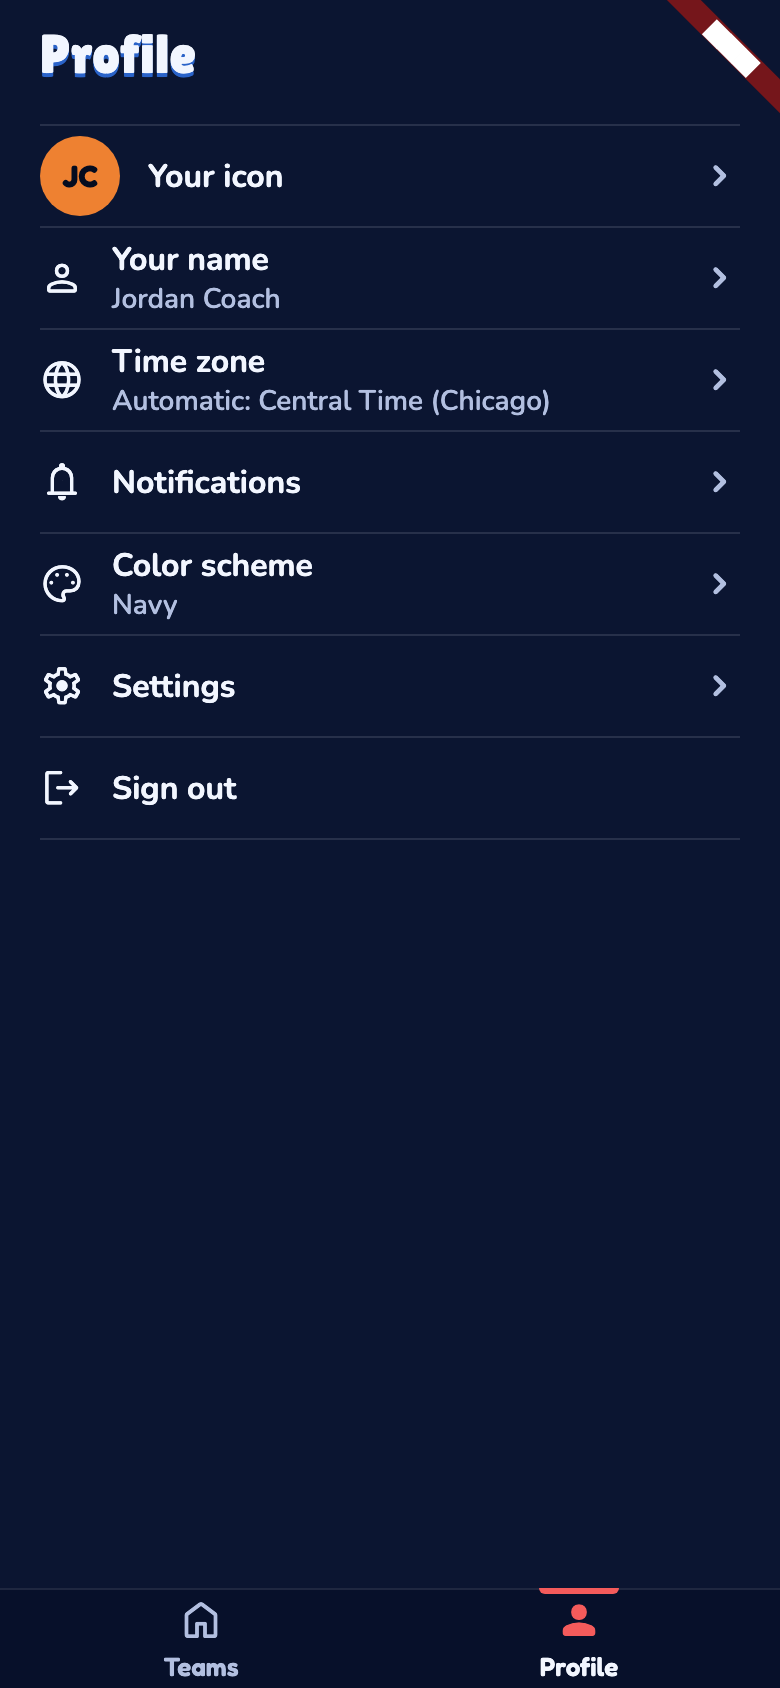 Profile
JC
Your icon
Your name
Jordan Coach
Time zone
Automatic: Central Time (Chicago)
Notifications
Color scheme
Navy
Settings
Sign out
Teams
Profile